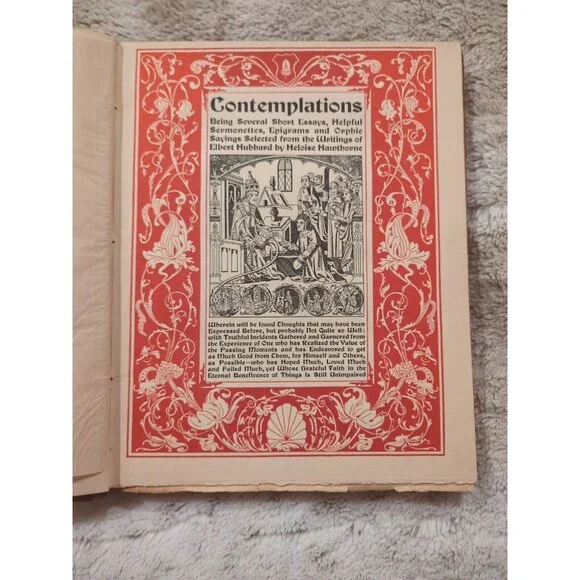 Contemplations
Being Several Short Essays, Helpful
Sermonettes, Epigrams and Orphic
Sayings Selected from the Writings of
Elbert Hubbard by Heloise Hawthorne
Wherein will be found Thoughts that may have been
Expressed Before, but probably Not Quite so Well:
with Truthful Incidents Gathered and Garnered from
the Experience of One who has Realized the Value of
the Passing Moments and has Endeavored to get
as Much Good from Them, for Himself and Others,
as Possible—who has Hoped Much, Loved Much
and Failed Much, yet Whose Grateful Faith in the
Eternal Beneficence of Things is Still Unimpaired